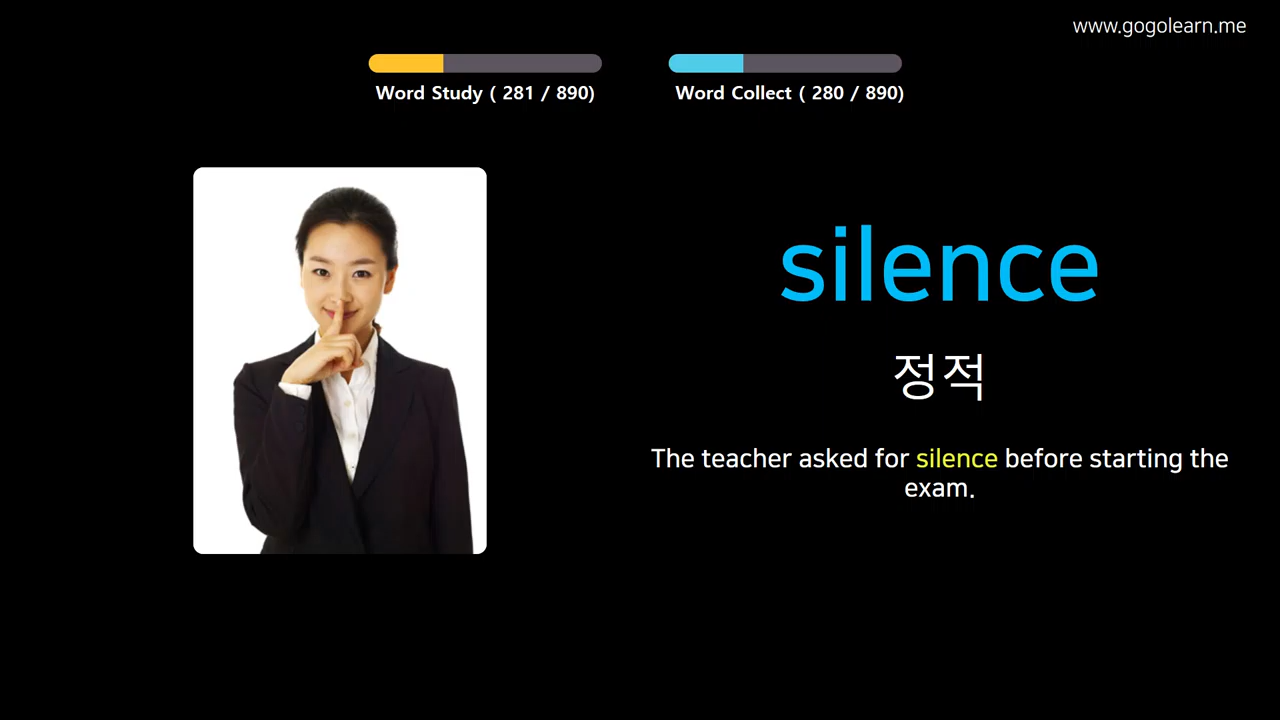 www.gogolearn.me
Word Study ( 281 / 890)
Word Collect ( 280 / 890)
silence
정적
The teacher asked for silence before starting the
exam.